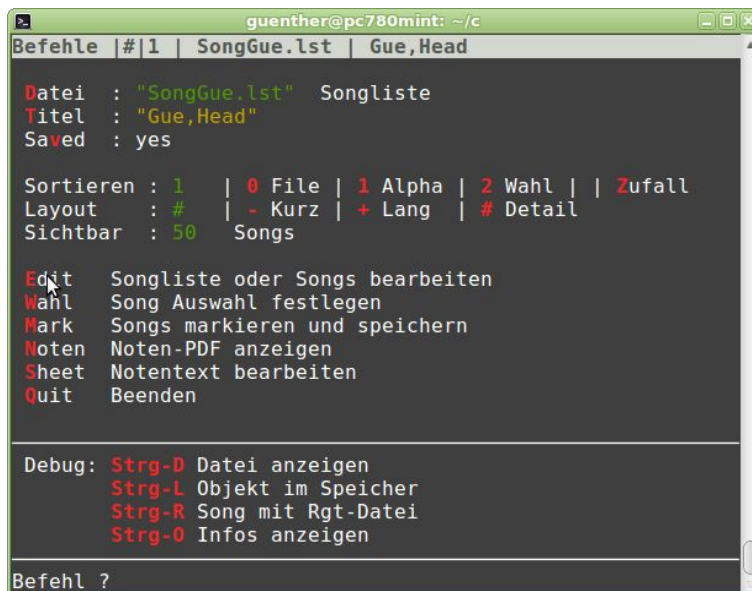 guenther@pc780mint: ~/c
Befehle |#|1 | SongGue.lst | Gue,Head
Datei : "SongGue.lst" Songliste
Titel : "Gue,Head"
Saved : yes
Sortieren : 1 | 0 File | 1 Alpha | 2 Wahl | | Zufall
Layout : # | - Kurz | + Lang | # Detail
Sichtbar : 50 Songs
Edit Songliste oder Songs bearbeiten
Wahl Song Auswahl festlegen
Mark Songs markieren und speichern
Noten Noten-PDF anzeigen
Sheet Notentext bearbeiten
Quit Beenden
Debug: Strg-D Datei anzeigen
Strg-L Objekt im Speicher
Strg-R Song mit Rgt-Datei
Strg-O Infos anzeigen
Befehl ?